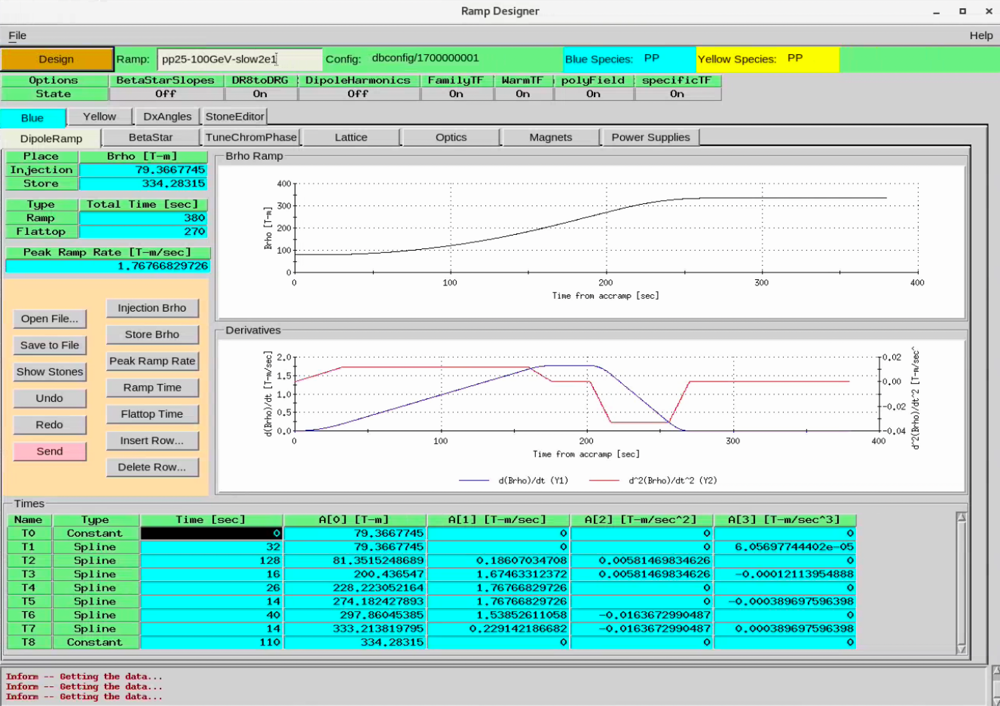 Ramp Designer
File Help
Design Ramp: pp25-100GeV-slow2e1 Config: dbconfig/1700000001 Blue Species: PP Yellow Species: PP
Options BetaStarSlopes DR8toDRG DipoleHarmonics FamilyTF WarmTF polyField specificTF
State Off On Off On On On On
Blue Yellow DxAngles StoneEditor
DipoleRamp BetaStar TuneChromPhase Lattice Optics Magnets Power Supplies
Place Brho [T-m]
Injection 79.3667745
Store 334.28315
Type Total Time [sec]
Ramp 380
Flattop 270
Peak Ramp Rate [T-m/sec]
1.76766829726
Open File...
Save to File
Show Stones
Undo
Redo
Send
Injection Brho
Store Brho
Peak Ramp Rate
Ramp Time
Flattop Time
Insert Row...
Delete Row...
Brho Ramp
Brho [T-m]
400
300
200
100
0
0 100 200 300 400
Time from accramp [sec]
Derivatives
d(Brho)/dt [T-m/sec]
2.0
1.5
1.0
0.5
0.0
0.02
0.00
-0.02
-0.04
d^2(Brho)/dt^2 [T-m/sec^
0 100 200 300 400
Time from accramp [sec]
d(Brho)/dt (Y1) d^2(Brho)/dt^2 (Y2)
Times
Name Type Time [sec] A[0] [T-m] A[1] [T-m/sec] A[2] [T-m/sec^2] A[3] [T-m/sec^3]
T0 Constant 0 79.3667745 0 0 0
T1 Spline 32 79.3667745 0 0 6.05697744402e-05
T2 Spline 128 81.3515248689 0.18607034708 0.00581469834626 0
T3 Spline 16 200.436547 1.67463312372 0.00581469834626 -0.00012113954888
T4 Spline 26 228.223052164 1.76766829726 0 0
T5 Spline 14 274.182427893 1.76766829726 0 -0.000389697596398
T6 Spline 40 297.86045385 1.53852611058 -0.0163672990487 0
T7 Spline 14 333.213819795 0.229142186682 -0.0163672990487 0.000389697596398
T8 Constant 110 334.28315 0 0 0
Inform -- Getting the data...
Inform -- Getting the data...
Inform -- Getting the data...